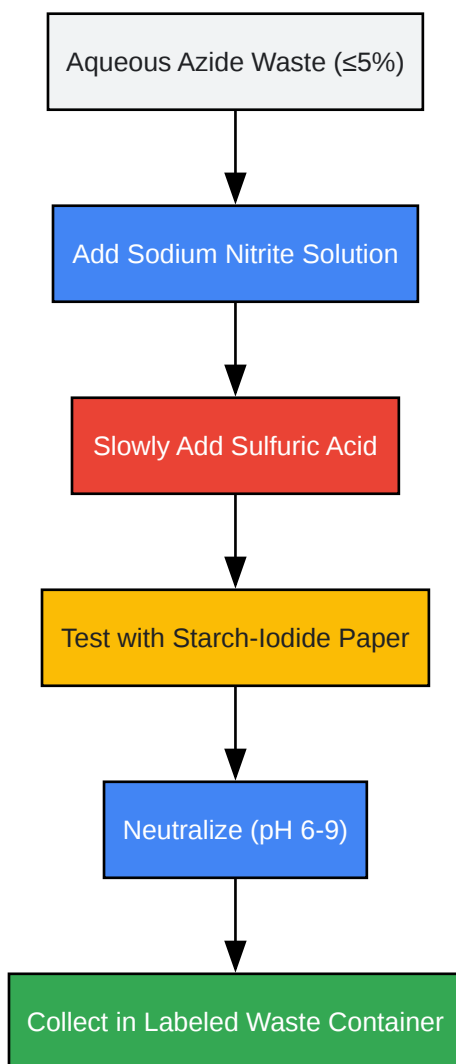 Aqueous Azide Waste (≤5%)
Add Sodium Nitrite Solution
Slowly Add Sulfuric Acid
Test with Starch-Iodide Paper
Neutralize (pH 6-9)
Collect in Labeled Waste Container